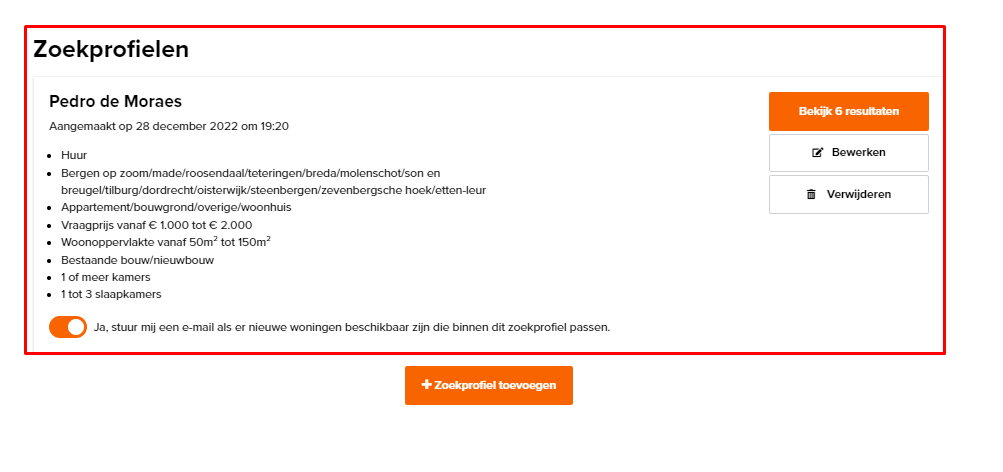 Zoekprofielen
Pedro de Moraes
Aangemaakt op 28 december 2022 om 19:20
Bekijk 6 resultaten
Bewerken
Verwijderen
Huur
Bergen op zoom/made/roosendaal/teteringen/breda/molenschot/son en
breugel/tilburg/dordrecht/oisterwijk/steenbergen/zevenbergsche hoek/etten-leur
Appartement/bouwgrond/overige/woonhuis
Vraagprijs vanaf € 1.000 tot € 2.000
Woonoppervlakte vanaf 50m² tot 150m²
Bestaande bouw/nieuwbouw
1 of meer kamers
1 tot 3 slaapkamers
Ja, stuur mij een e-mail als er nieuwe woningen beschikbaar zijn die binnen dit zoekprofiel passen.
+ Zoekprofiel toevoegen